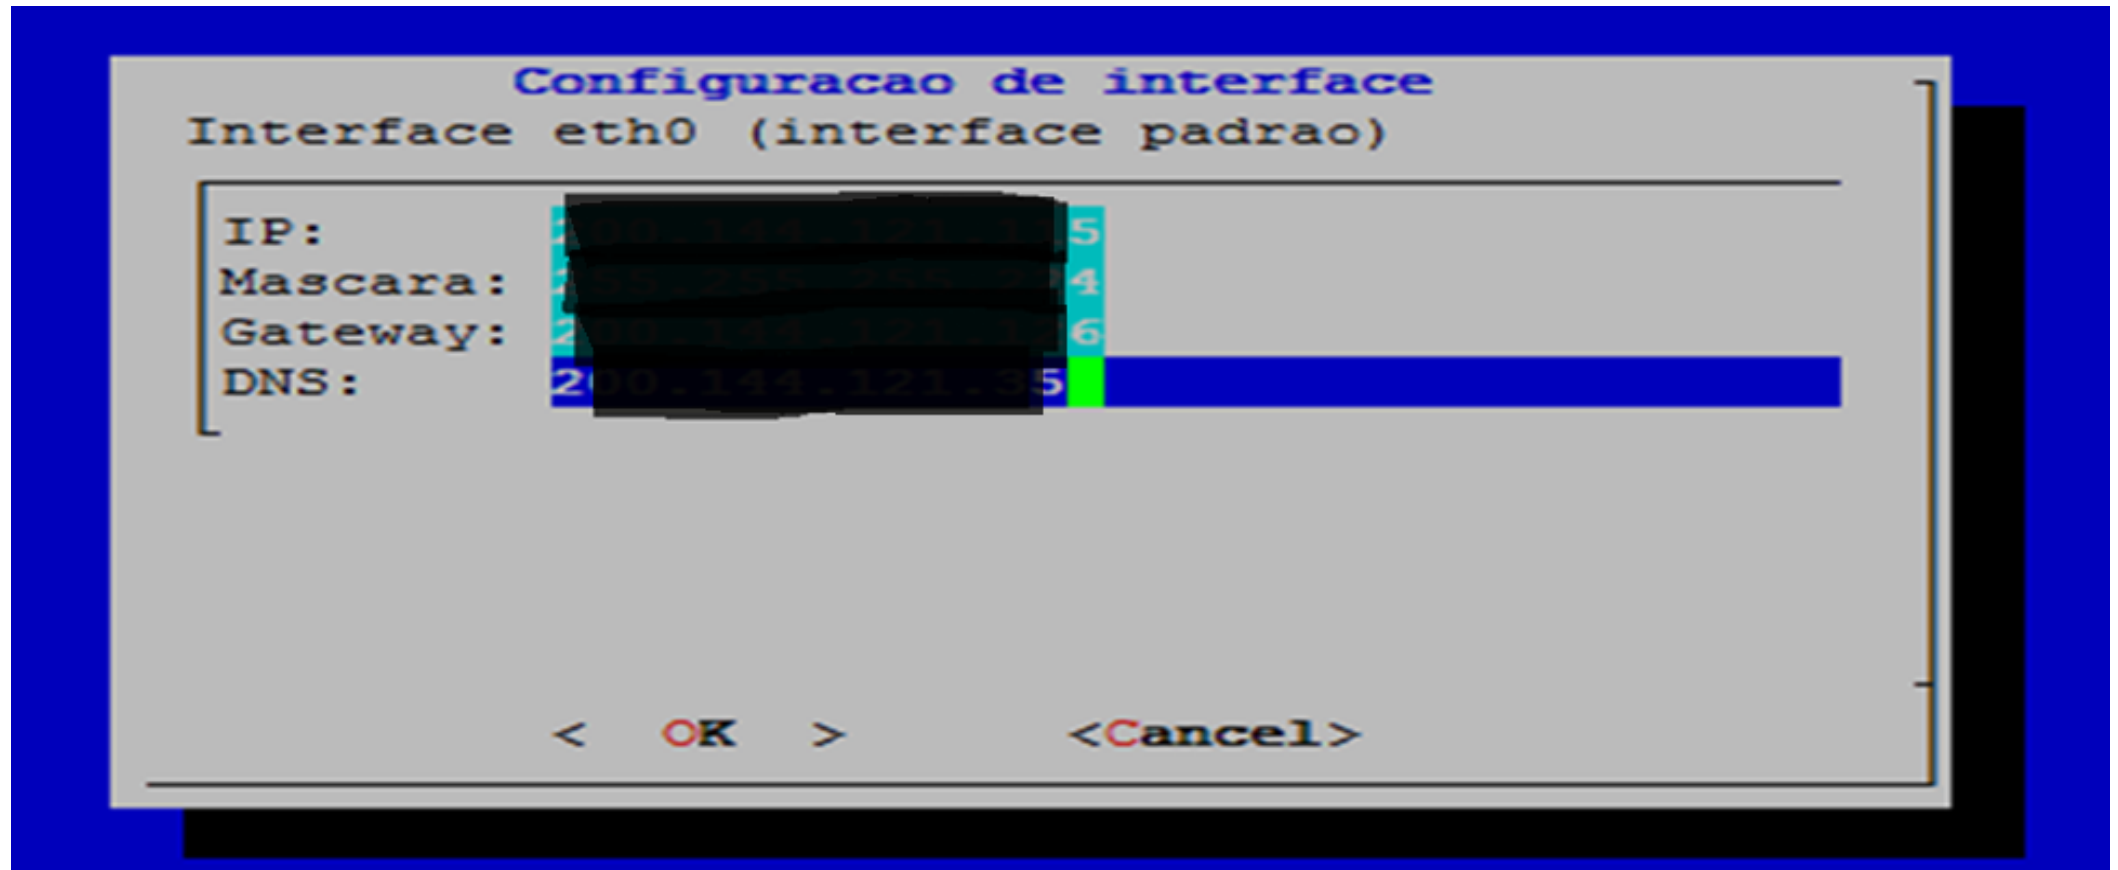 Configuracao de interface
Interface eth0 (interface padrao)
IP:
Mascara:
Gateway:
DNS:
< OK > <Cancel>